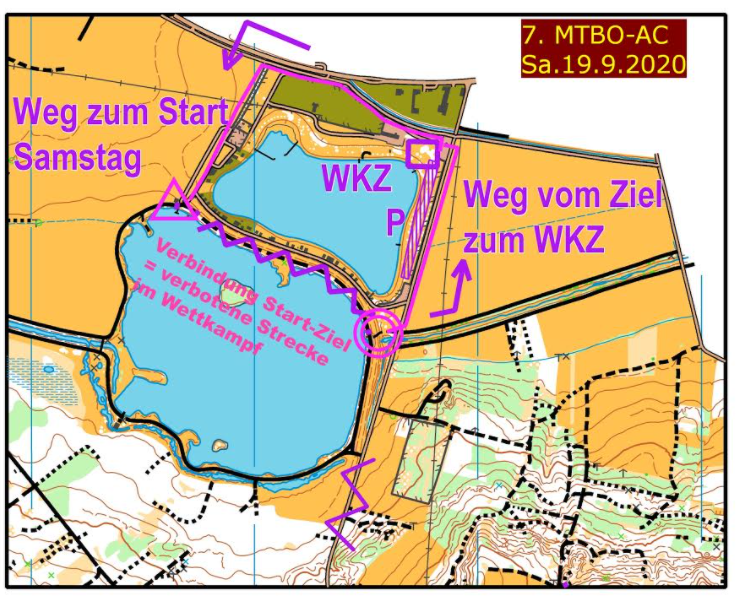 7. MTBO-AC
Sa.19.9.2020
Weg zum Start
Samstag
WKZ
P
Weg vom Ziel
zum WKZ
Verbindung Start-Ziel
= verbotene Strecke
im Wettkampf